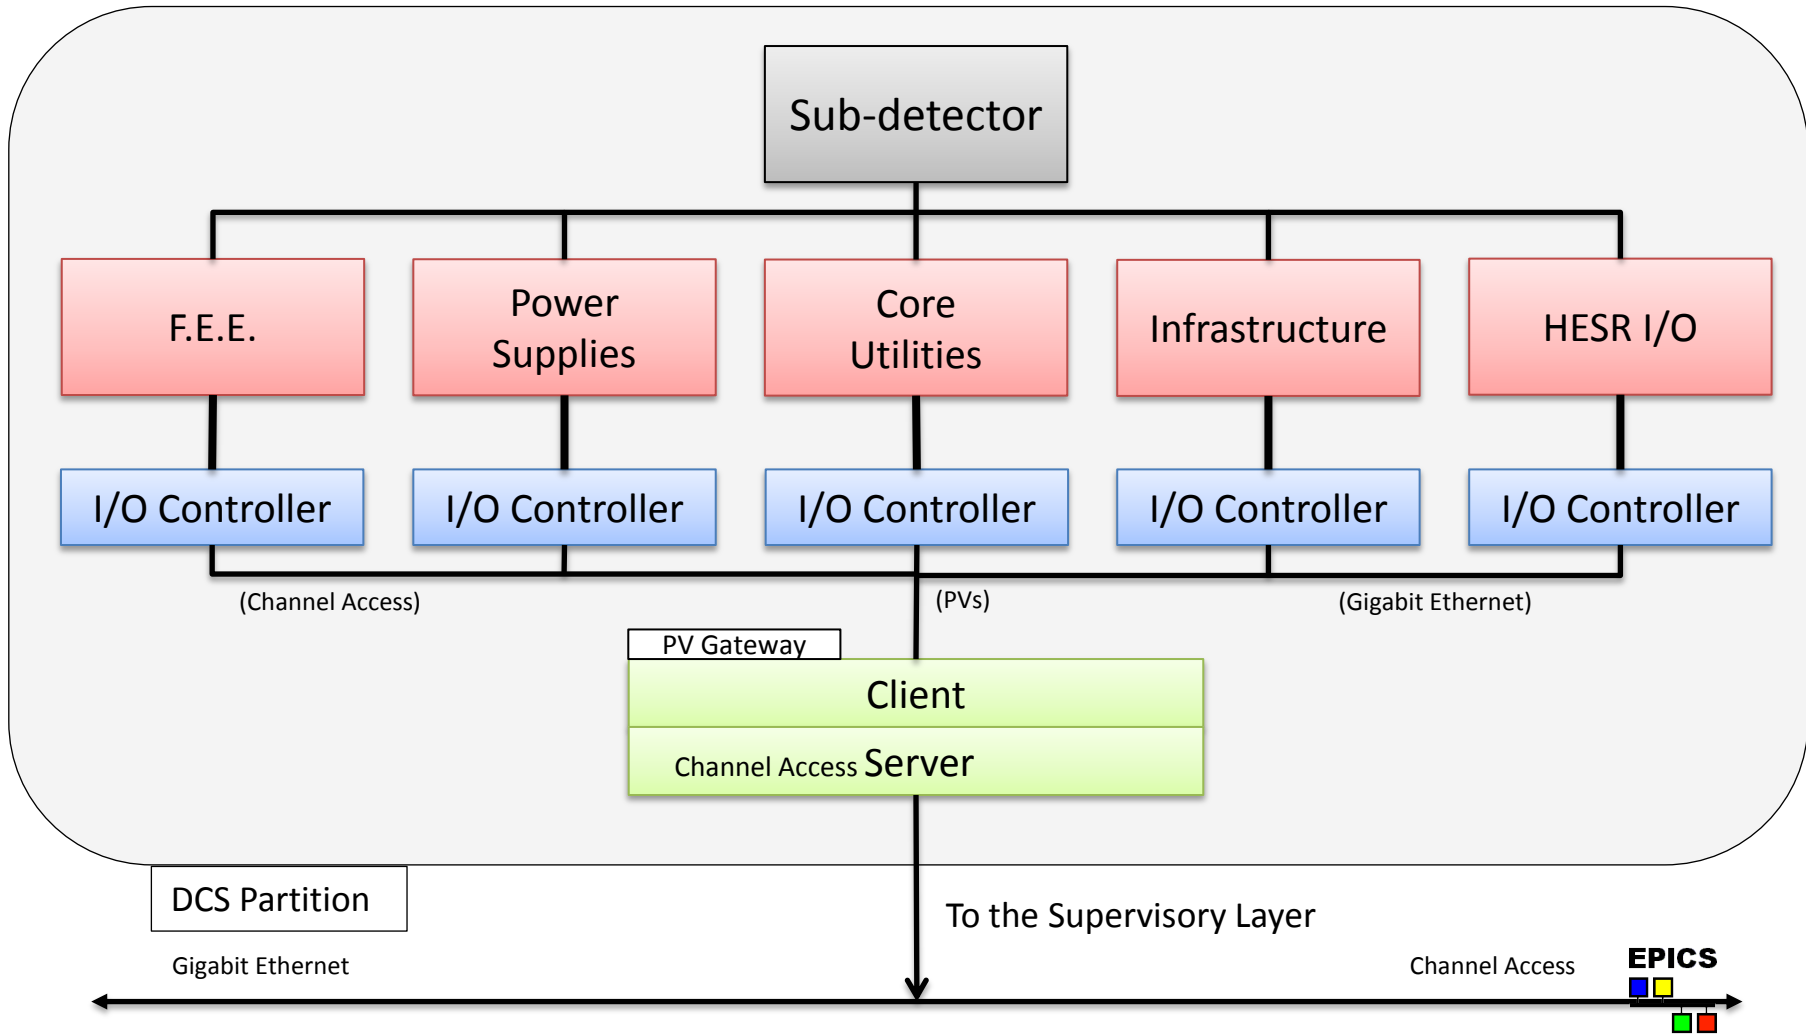 Sub-detector
F.E.E.
Power
Supplies
Core
Utilities
Infrastructure
HESR I/O
I/O Controller
I/O Controller
I/O Controller
I/O Controller
I/O Controller
(Channel Access)
(PVs)
(Gigabit Ethernet)
PV Gateway
Client
Channel Access Server
DCS Partition
To the Supervisory Layer
Gigabit Ethernet
Channel Access
EPICS